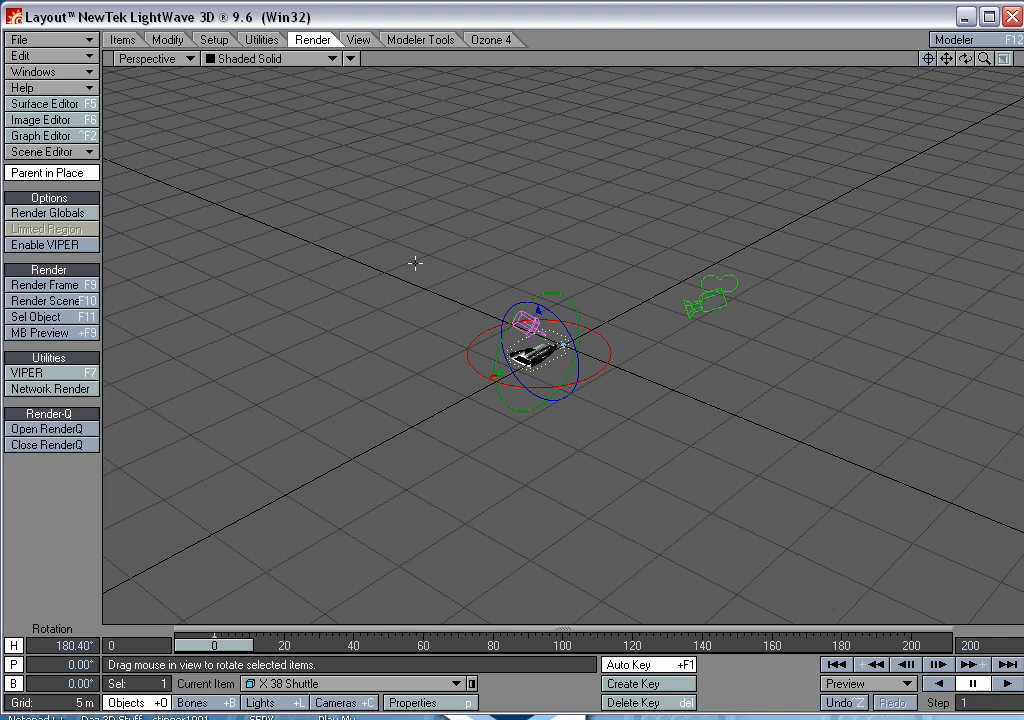 Layout™ NewTek LightWave 3D ® 9.6 (Win32)
File
Items Modify Setup Utilities Render View Modeler Tools Ozone 4
Modeler F12
Edit
Perspective Shaded Solid
Windows
Help
Surface Editor F5
Image Editor F6
Graph Editor ^F2
Scene Editor
Parent in Place
Options
Render Globals
Limited Region
Enable VIPER
Render
Render Frame F9
Render Scene F10
Sel Object F11
MB Preview +F9
Utilities
VIPER F7
Network Render
Render-Q
Open RenderQ
Close RenderQ
Rotation
H 180.40° 0 0 20 40 60 80 100 120 140 160 180 200 200
P 0.00° Drag mouse in view to rotate selected items. Auto Key +F1
B 0.00° Sel: 1 Current Item X 38 Shuttle Create Key Preview
Grid: 5 m Objects +O Bones +B Lights +L Cameras +C Properties p Delete Key del Undo ^Z Redo Step 1